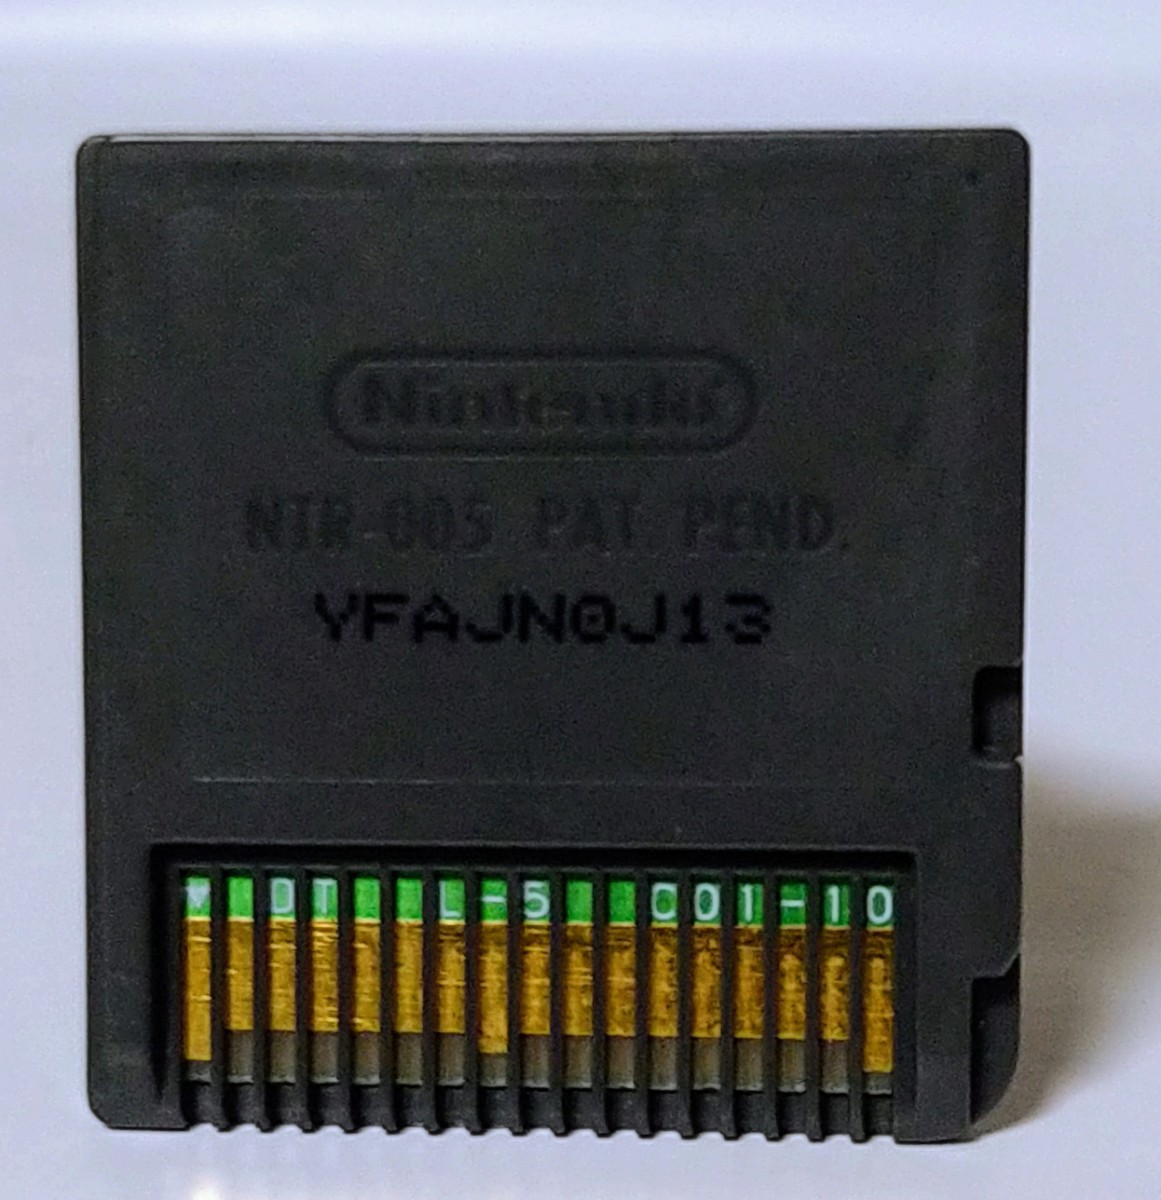 Nintendo
NTR-005 PAT. PEND.
YFAJN0J13
♥ DT L-5 C01-10